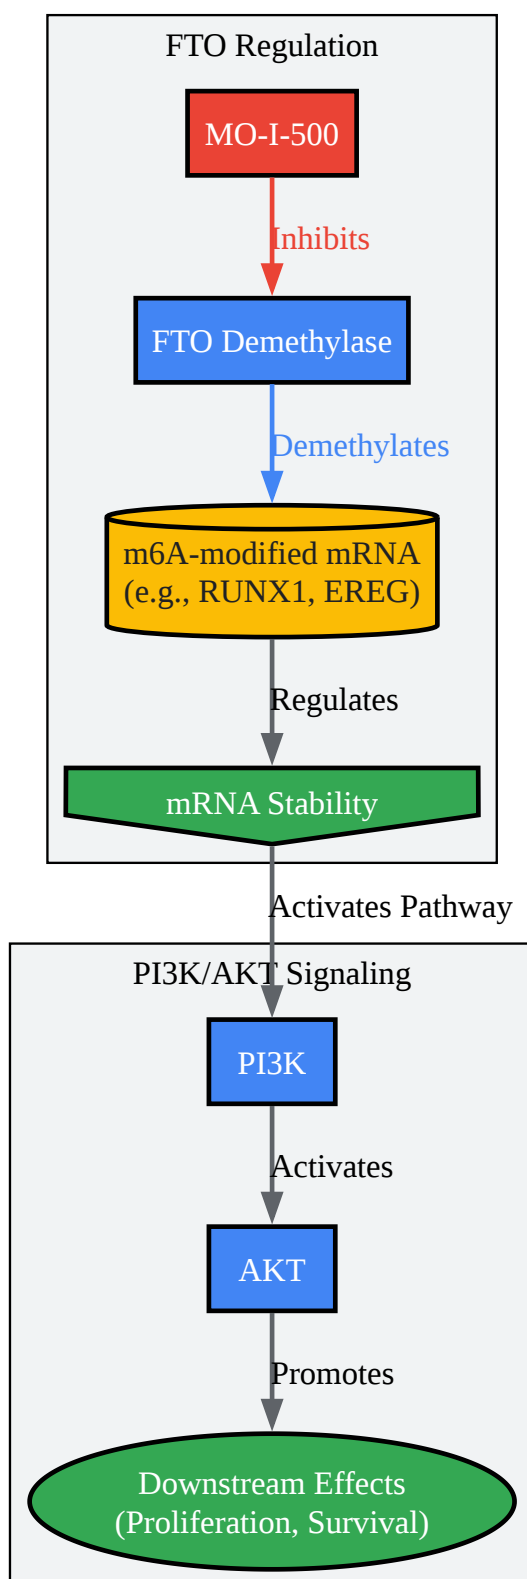 FTO Regulation
MO-I-500
Inhibits
FTO Demethylase
Demethylates
m6A-modified mRNA
(e.g., RUNX1, EREG)
Regulates
mRNA Stability
Activates Pathway
PI3K/AKT Signaling
PI3K
Activates
AKT
Promotes
Downstream Effects
(Proliferation, Survival)